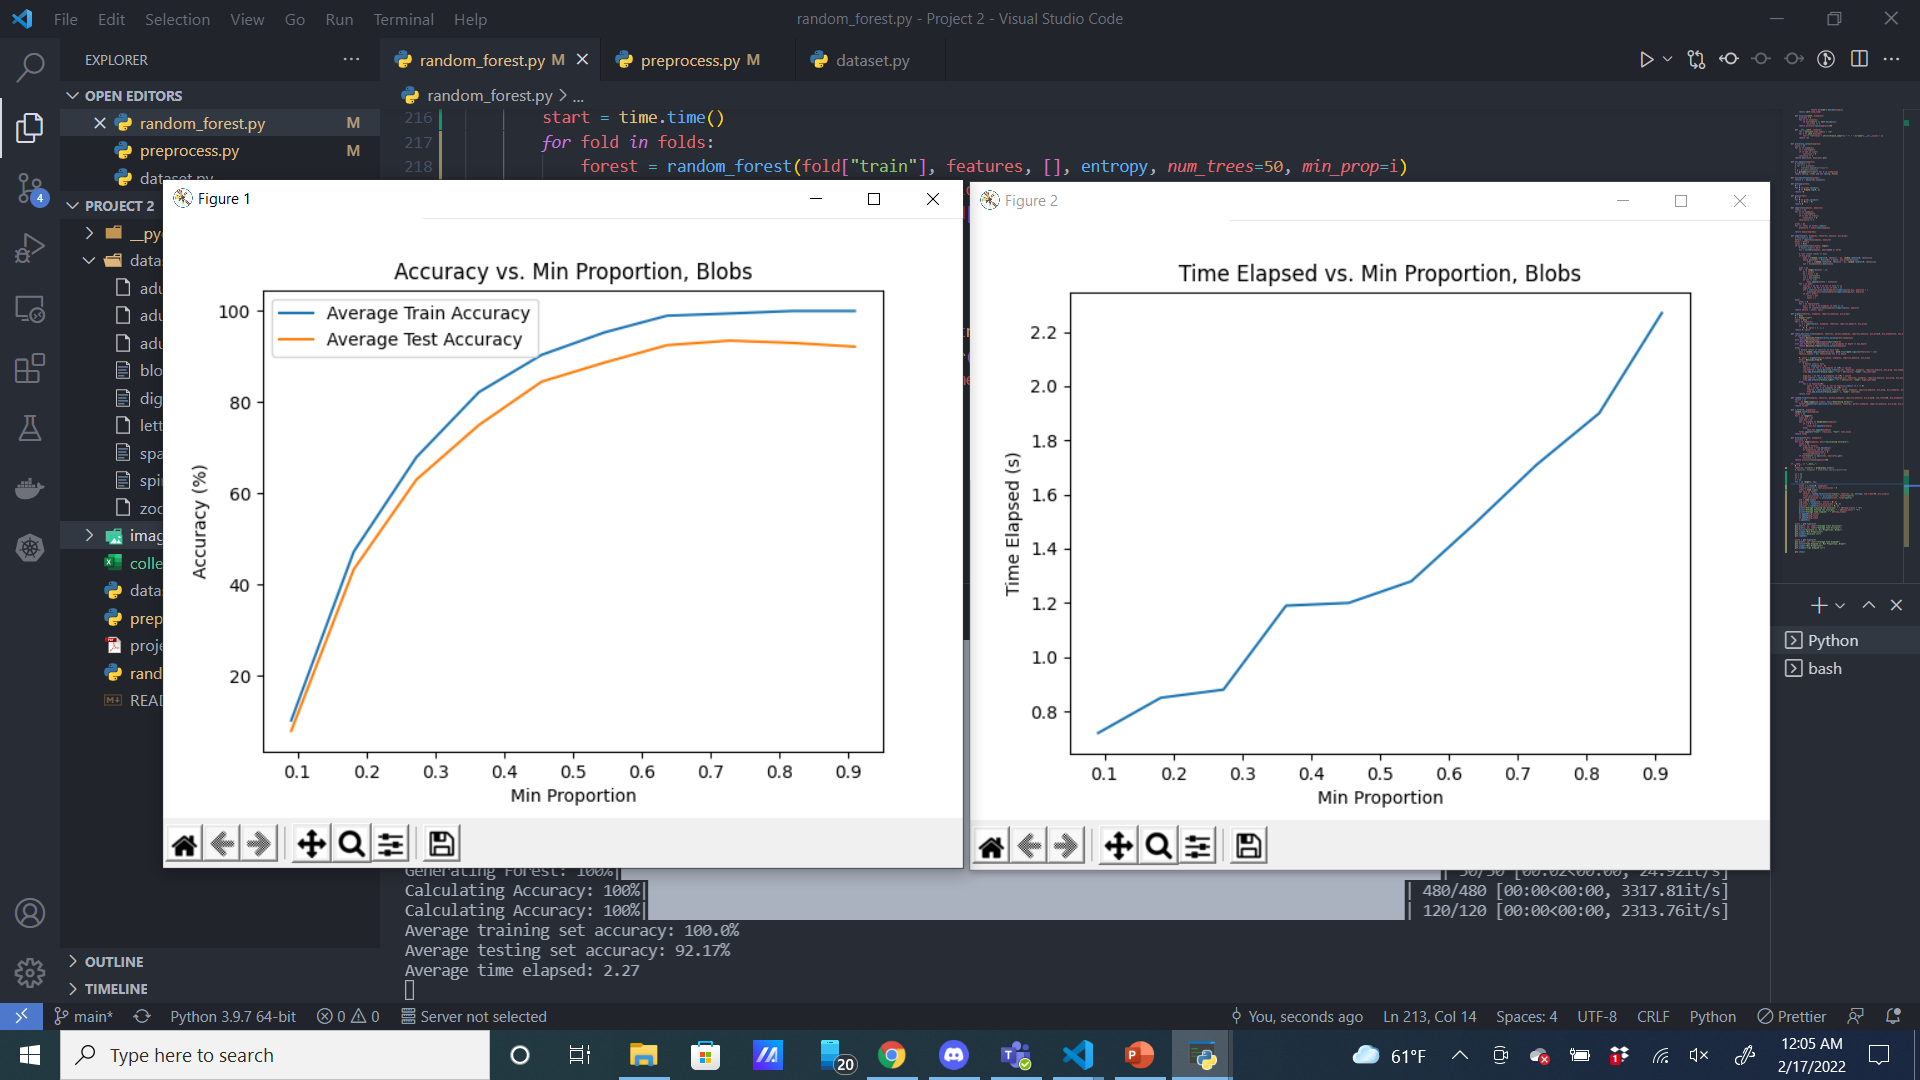 File Edit Selection View Go Run Terminal Help
random_forest.py - Project 2 - Visual Studio Code
EXPLORER
random_forest.py M
preprocess.py M
dataset.py
OPEN EDITORS
random_forest.py M
preprocess.py M
dataset.py
PROJECT 2
__py
data
adu
adu
adu
blo
dig
lett
spa
spi
zoo
imag
colle
data
prep
proje
rand
READ
OUTLINE
TIMELINE
4
random_forest.py > ...
216 start = time.time()
217 for fold in folds:
218 forest = random_forest(fold["train"], features, [], entropy, num_trees=50, min_prop=i)
Figure 1
Accuracy vs. Min Proportion, Blobs
Average Train Accuracy
Average Test Accuracy
Accuracy (%)
100
80
60
40
20
0.1 0.2 0.3 0.4 0.5 0.6 0.7 0.8 0.9
Min Proportion
Figure 2
Time Elapsed vs. Min Proportion, Blobs
Time Elapsed (s)
2.2
2.0
1.8
1.6
1.4
1.2
1.0
0.8
0.1 0.2 0.3 0.4 0.5 0.6 0.7 0.8 0.9
Min Proportion
Python
bash
Generating Forest: 100%| | 50/50 [00:02<00:00, 24.92it/s]
Calculating Accuracy: 100%| | 480/480 [00:00<00:00, 3317.81it/s]
Calculating Accuracy: 100%| | 120/120 [00:00<00:00, 2313.76it/s]
Average training set accuracy: 100.0%
Average testing set accuracy: 92.17%
Average time elapsed: 2.27
main* Python 3.9.7 64-bit 0 0 Server not selected
You, seconds ago Ln 213, Col 14 Spaces: 4 UTF-8 CRLF Python Prettier
Type here to search
20
1
61°F
12:05 AM
2/17/2022